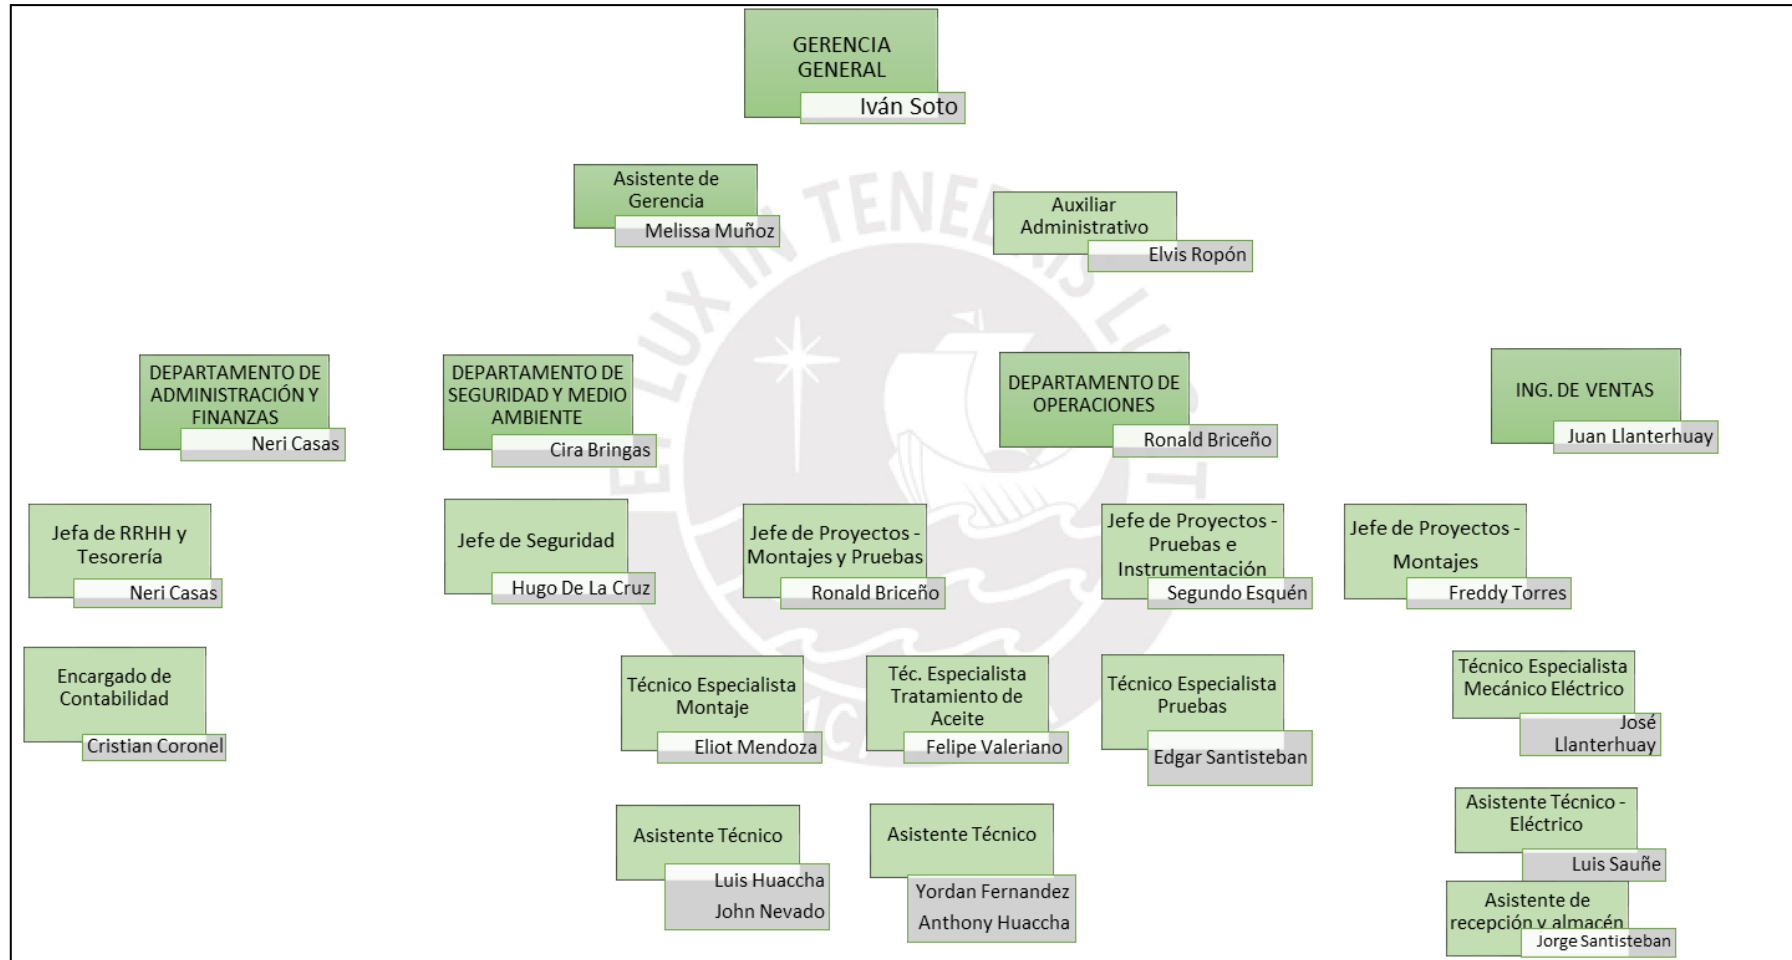 GERENCIA
GENERAL
Iván Soto
Asistente de
Gerencia
Melissa Muñoz
Auxiliar
Administrativo
Elvis Ropón
DEPARTAMENTO DE
ADMINISTRACIÓN Y
FINANZAS
Neri Casas
DEPARTAMENTO DE
SEGURIDAD Y MEDIO
AMBIENTE
Cira Bringas
DEPARTAMENTO DE
OPERACIONES
Ronald Briceño
ING. DE VENTAS
Juan Llanterhuay
Jefa de RRHH y
Tesorería
Neri Casas
Jefe de Seguridad
Hugo De La Cruz
Jefe de Proyectos -
Montajes y Pruebas
Ronald Briceño
Jefe de Proyectos -
Pruebas e
Instrumentación
Segundo Esquén
Jefe de Proyectos -
Montajes
Freddy Torres
Encargado de
Contabilidad
Cristian Coronel
Técnico Especialista
Montaje
Eliot Mendoza
Téc. Especialista
Tratamiento de
Aceite
Felipe Valeriano
Técnico Especialista
Pruebas
Edgar Santisteban
Técnico Especialista
Mecánico Eléctrico
José
Llanterhuay
Asistente Técnico
Luis Huaccha
John Nevado
Asistente Técnico
Yordan Fernandez
Anthony Huaccha
Asistente Técnico -
Eléctrico
Luis Sauñe
Asistente de
recepción y almacén
Jorge Santisteban